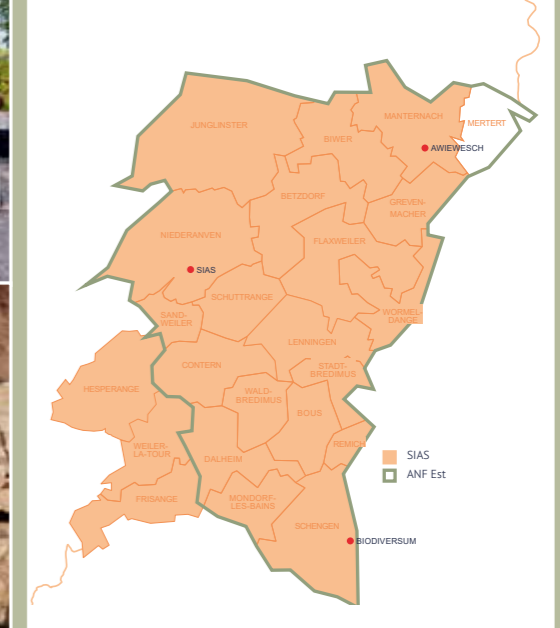 JUNGLINSTER
BIWER
MANTERNACH
MERTERT
AWIEWESCH
BETZDORF
GREVEN-
MACHER
NIEDERANVEN
FLAXWEILER
SIAS
SCHUTTRANGE
SAND-
WEILER
WORMEL-
DANGE
LENNINGEN
CONTERN
STADT-
BREDIMUS
HESPERANGE
WALD-
BREDIMUS
BOUS
WEILER-
LA-TOUR
DALHEIM
REMICH
SIAS
ANF Est
FRISANGE
MONDORF-
LES-BAINS
SCHENGEN
BIODIVERSUM